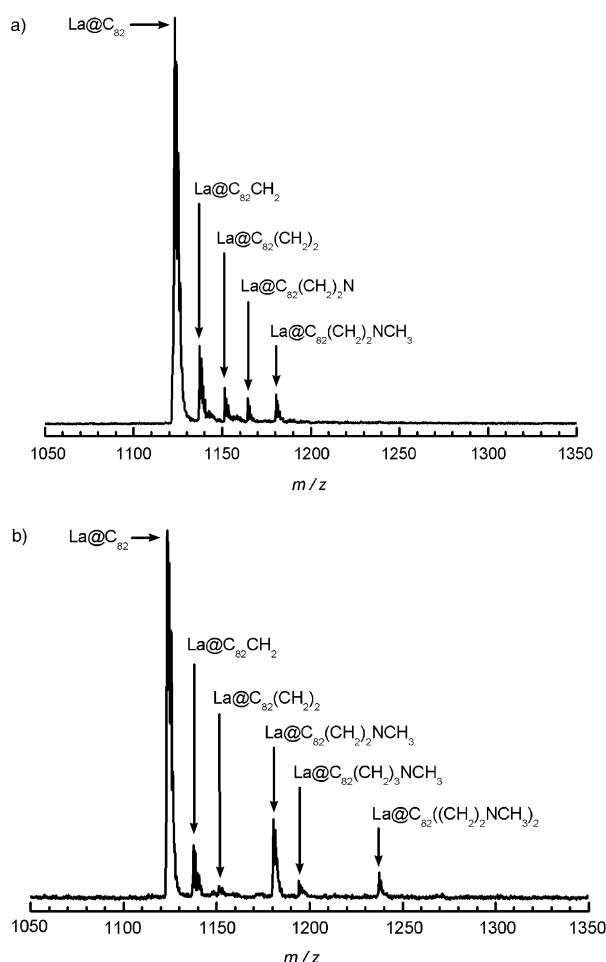 a)
La@C₈₂
La@C₈₂CH₂
La@C₈₂(CH₂)₂
La@C₈₂(CH₂)₂N
La@C₈₂(CH₂)₂NCH₃
1050 1100 1150 1200 1250 1300 1350
m / z
b)
La@C₈₂
La@C₈₂CH₂
La@C₈₂(CH₂)₂
La@C₈₂(CH₂)₂NCH₃
La@C₈₂(CH₂)₃NCH₃
La@C₈₂((CH₂)₂NCH₃)₂
1050 1100 1150 1200 1250 1300 1350
m / z